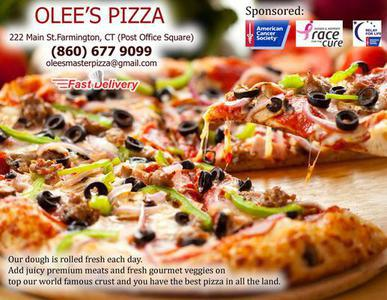 OLEE'S PIZZA
222 Main St.Farmington, CT (Post Office Square)
(860) 677 9099
oleesmasterpizza@gmail.com
Fast Delivery
Sponsored:
American
Cancer
Society
race
for the
cure
RELAY
FOR LIFE
Our dough is rolled fresh each day.
Add juicy premium meats and fresh gourmet veggies on
top our world famous crust and you have the best pizza in all the land.